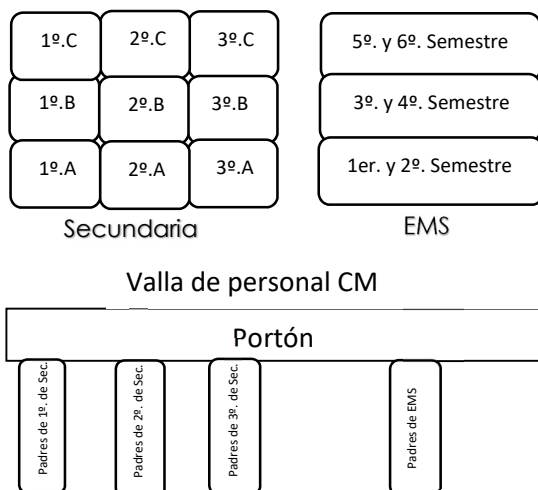 1º.C 2º.C 3º.C 5º. y 6º. Semestre
1º.B 2º.B 3º.B 3º. y 4º. Semestre
1º.A 2º.A 3º.A 1er. y 2º. Semestre
Secundaria EMS
Valla de personal CM
Portón
Padres de 1º. de Sec.
Padres de 2º. de Sec.
Padres de 3º. de Sec.
Padres de EMS